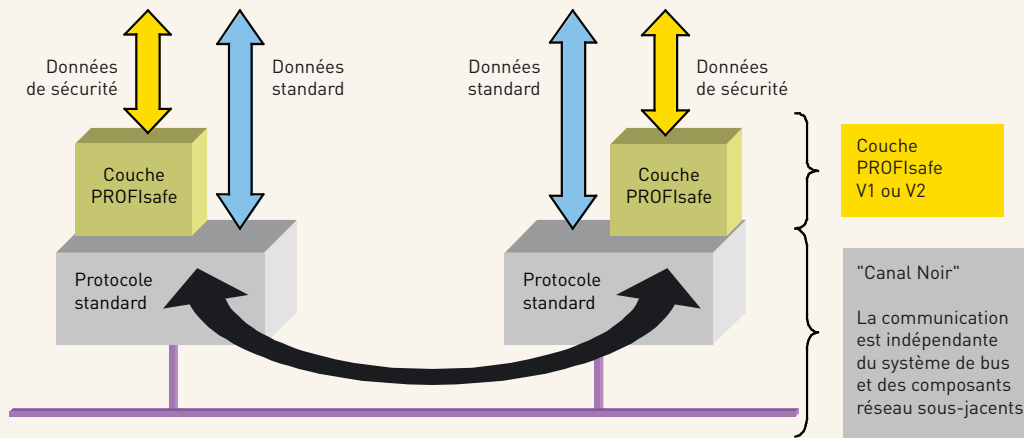 Données
de sécurité
Données
standard
Données
standard
Données
de sécurité
Couche
PROFIsafe
Couche
PROFIsafe
Couche
PROFIsafe
V1 ou V2
Protocole
standard
Protocole
standard
"Canal Noir"
La communication
est indépendante
du système de bus
et des composants
réseau sous-jacents